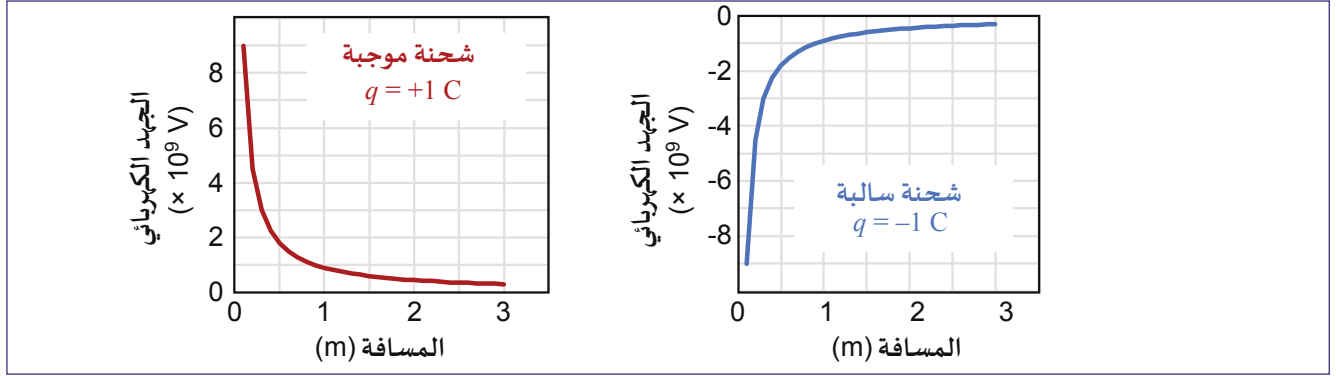 الجهد الكهربائي
(× 10⁹ V)
8
6
4
2
0
شحنة موجبة
q = +1 C
0 1 2 3
المسافة (m)
الجهد الكهربائي
(× 10⁹ V)
0
-2
-4
-6
-8
شحنة سالبة
q = –1 C
0 1 2 3
المسافة (m)